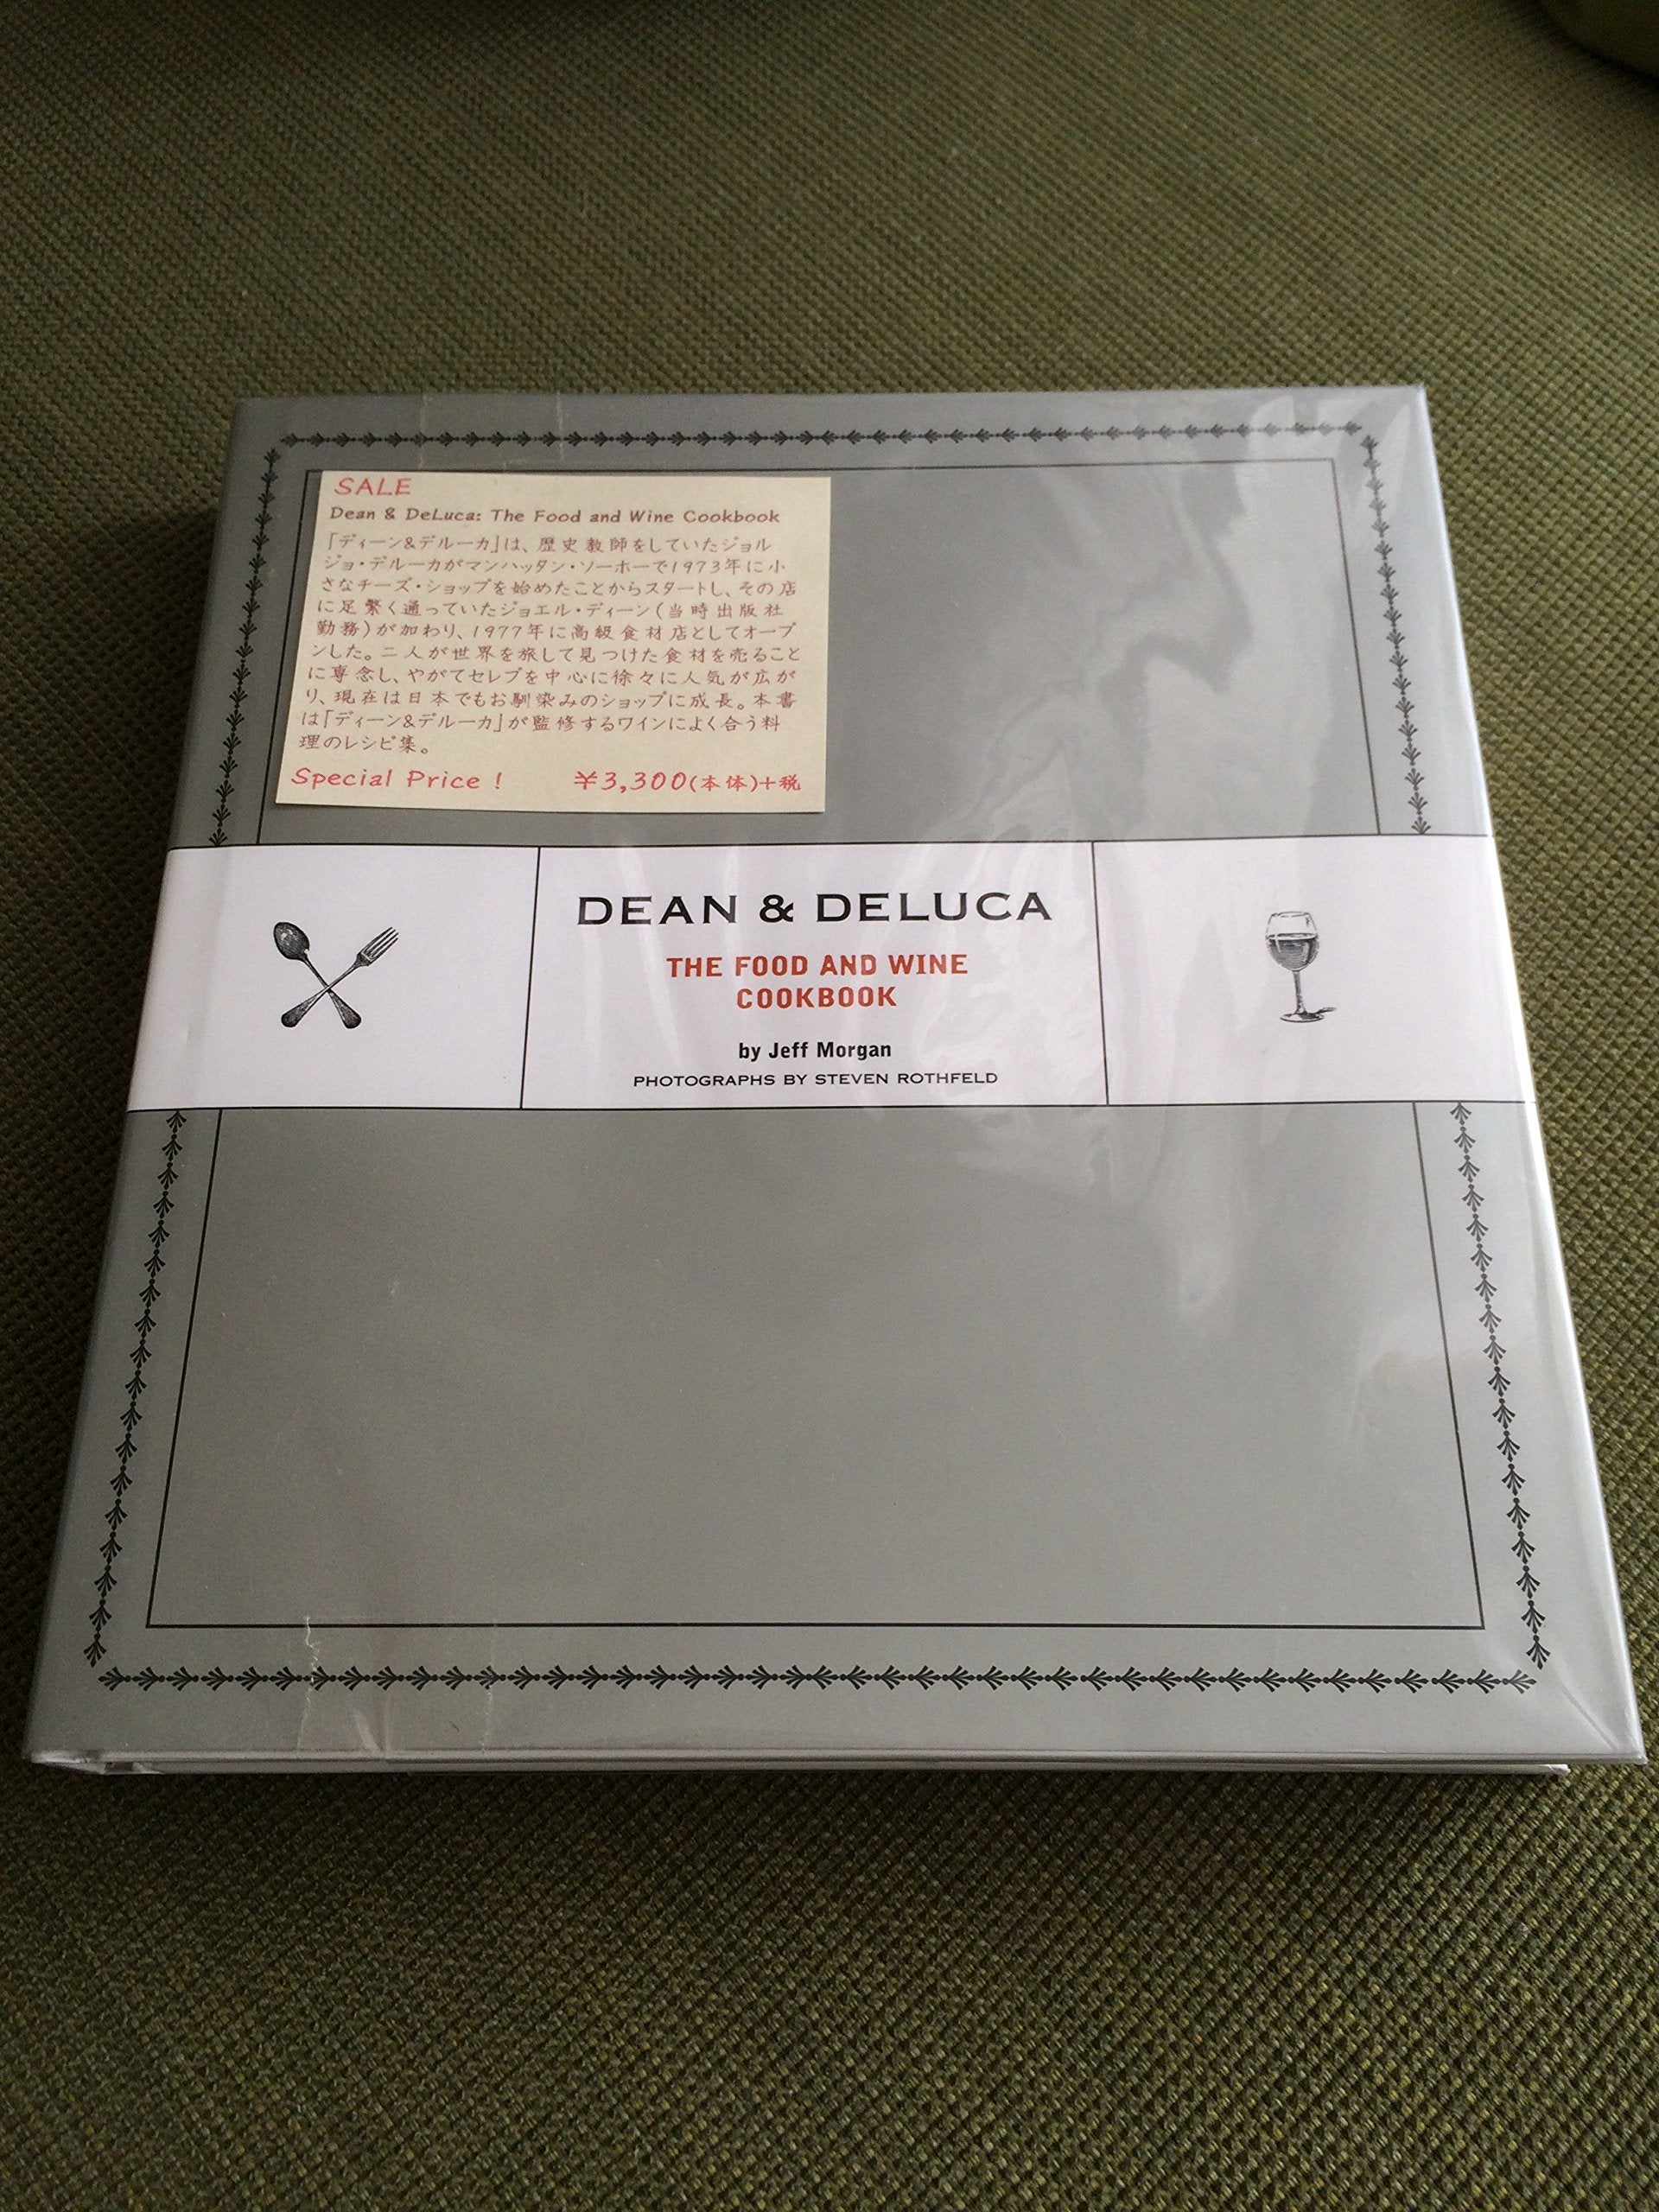 SALE
Dean & DeLuca: The Food and Wine Cookbook
「ディーン&デルーカ」は、歴史教師をしていたジョル
ジョ・デルーカがマンハッタン・ソーホーで1973年に小
さなチーズ・ショップを始めたことからスタートし、その店
に足繁く通っていたジョエル・ディーン(当時出版社
勤務)が加わり、1977年に高級食材店としてオープ
ンした。二人が世界を旅して見つけた食材を売ること
に専念し、やがてセレブを中心に徐々に人気が広が
り、現在は日本でもお馴染みのショップに成長。本書
は「ディーン&デルーカ」が監修するワインによく合う料
理のレシピ集。
Special Price ! ¥3,300(本体)+税
DEAN & DELUCA
THE FOOD AND WINE
COOKBOOK
by Jeff Morgan
PHOTOGRAPHS BY STEVEN ROTHFELD